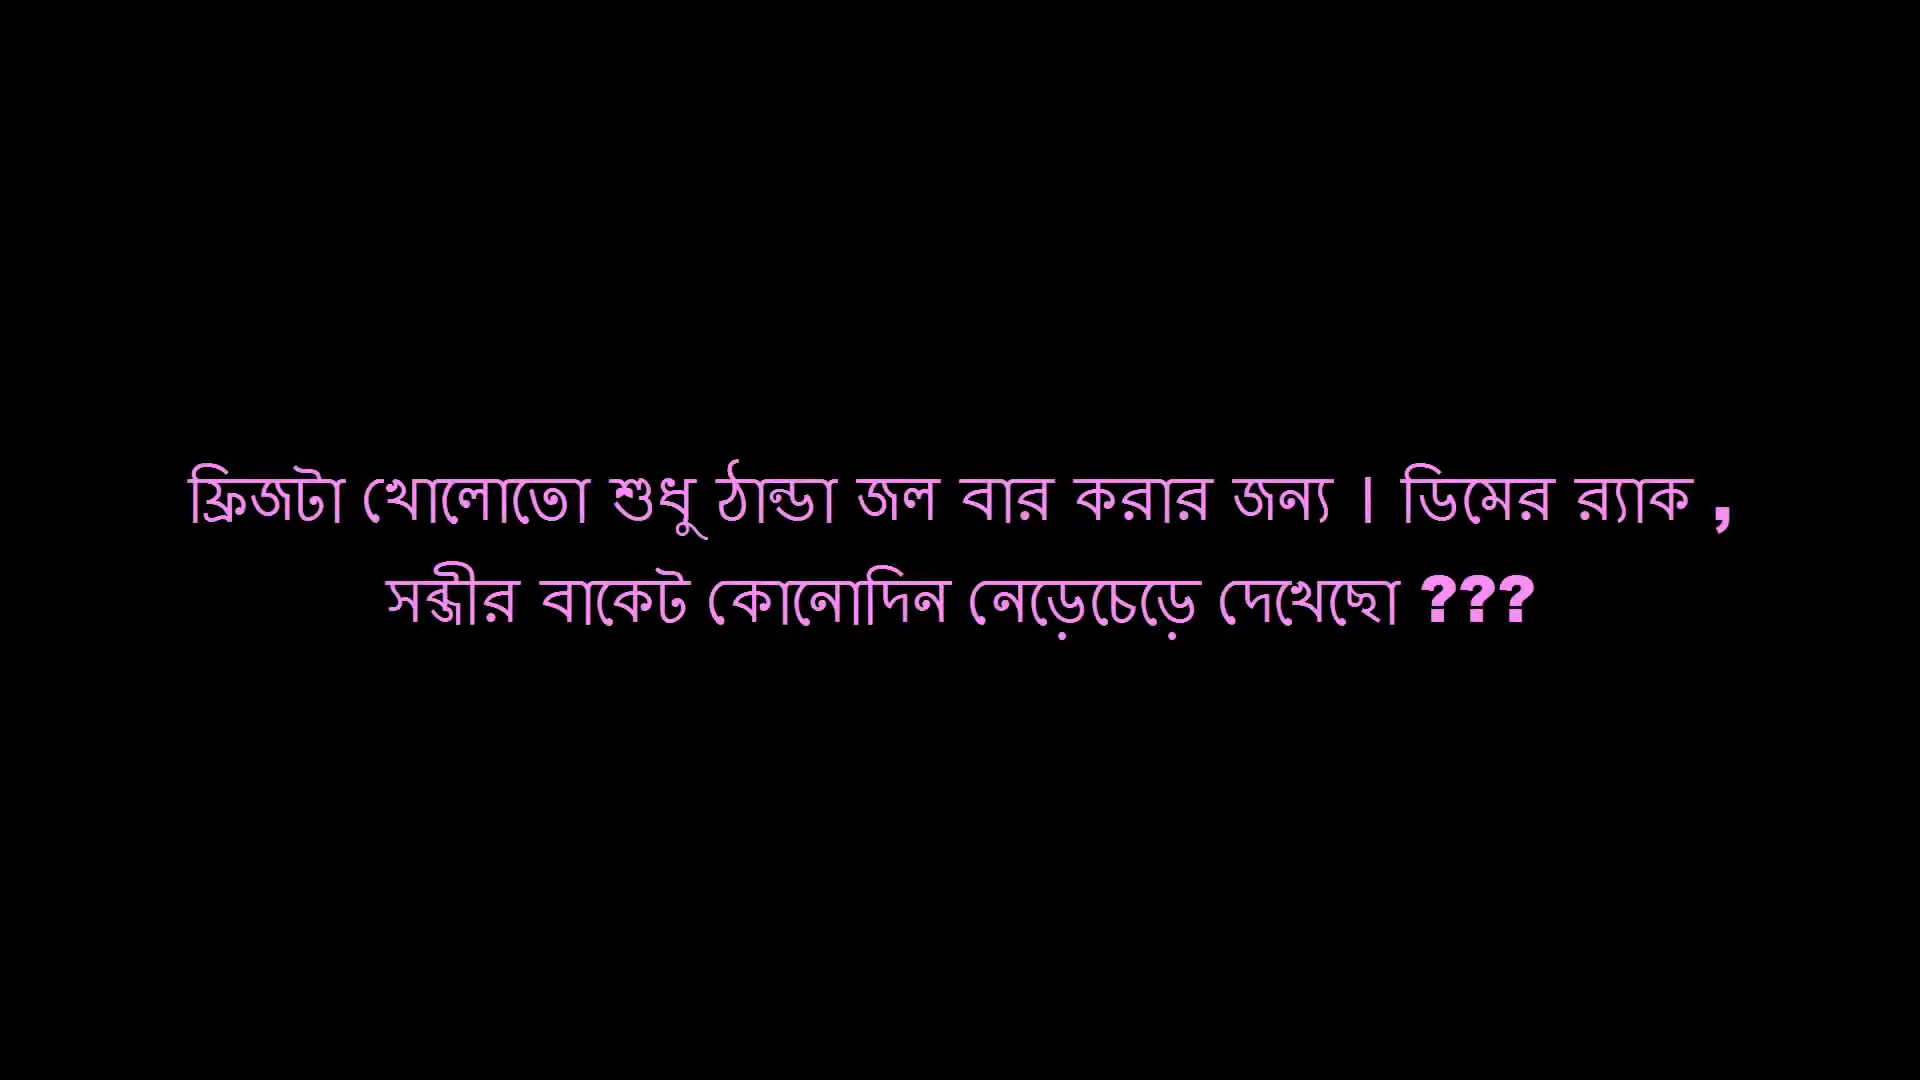 ফ্রিজটা খোলোতো শুধু ঠান্ডা জল বার করার জন্য । ডিমের র‍্যাক ,
সব্জীর বাকেট কোনোদিন নেড়েচেড়ে দেখেছো ???